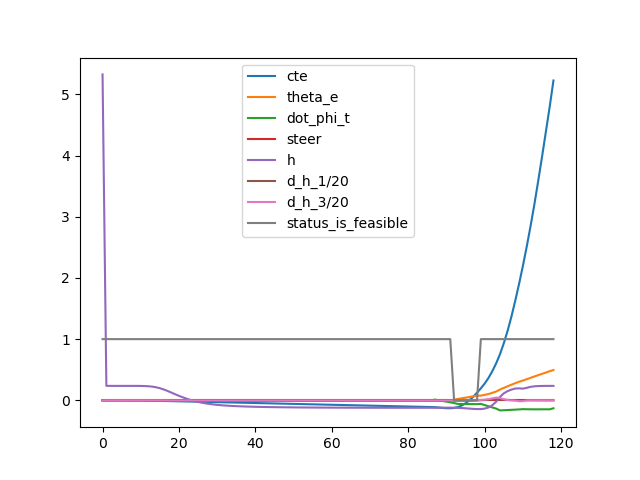 cte
theta_e
dot_phi_t
steer
h
d_h_1/20
d_h_3/20
status_is_feasible
5
4
3
2
1
0
0 20 40 60 80 100 120